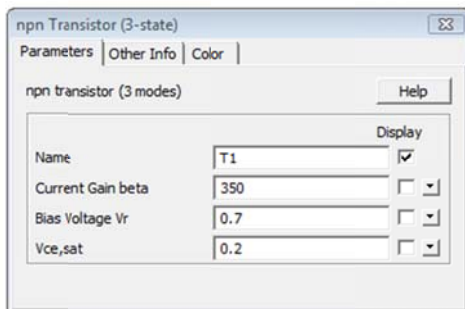 npn Transistor (3-state)
Parameters Other Info Color
npn transistor (3 modes) Help
Display
Name T1
Current Gain beta 350
Bias Voltage Vr 0.7
Vce,sat 0.2